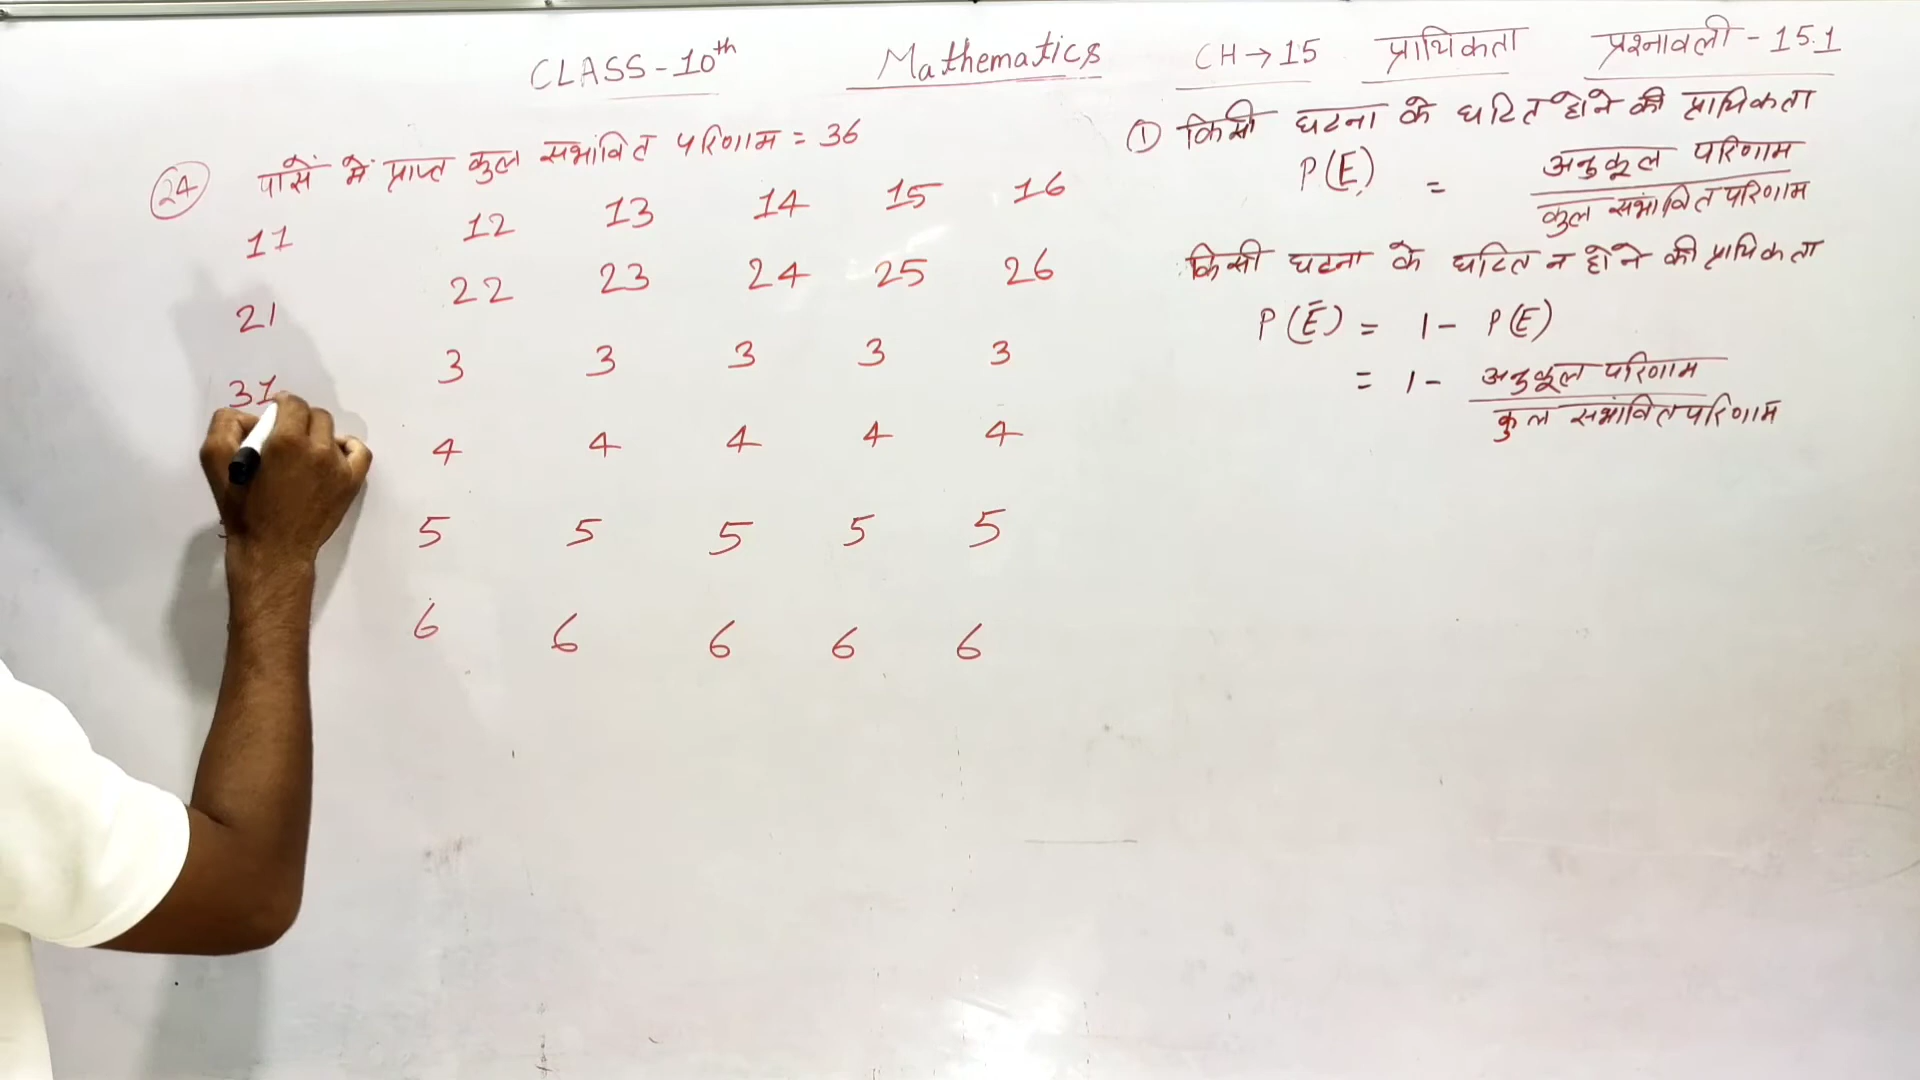 CLASS-10th Mathematics CH→15 प्रायिकता प्रश्नावली-15.1
24 पांसे में प्राप्त कुल सभांवित परिणाम = 36
11 12 13 14 15 16
21 22 23 24 25 26
31 3 3 3 3 3
4 4 4 4 4
5 5 5 5 5
6 6 6 6 6
① किसी घटना के घटित होने की प्रायिकता
P(E) = अनुकूल परिणाम
कुल सभांवित परिणाम
किसी घटना के घटित न होने की प्रायिकता
P(Ē) = 1- P(E)
= 1- अनुकूल परिणाम
कुल सभांवित परिणाम